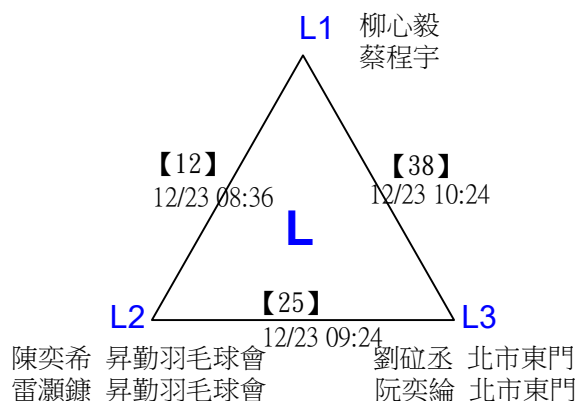 L1 柳心毅
蔡程宇
【12】
12/23 08:36
【38】
12/23 10:24
L
L2
【25】
12/23 09:24
L3
陳奕希 昇勤羽毛球會
雷灝鎌 昇勤羽毛球會
劉砬丞 北市東門
阮奕綸 北市東門